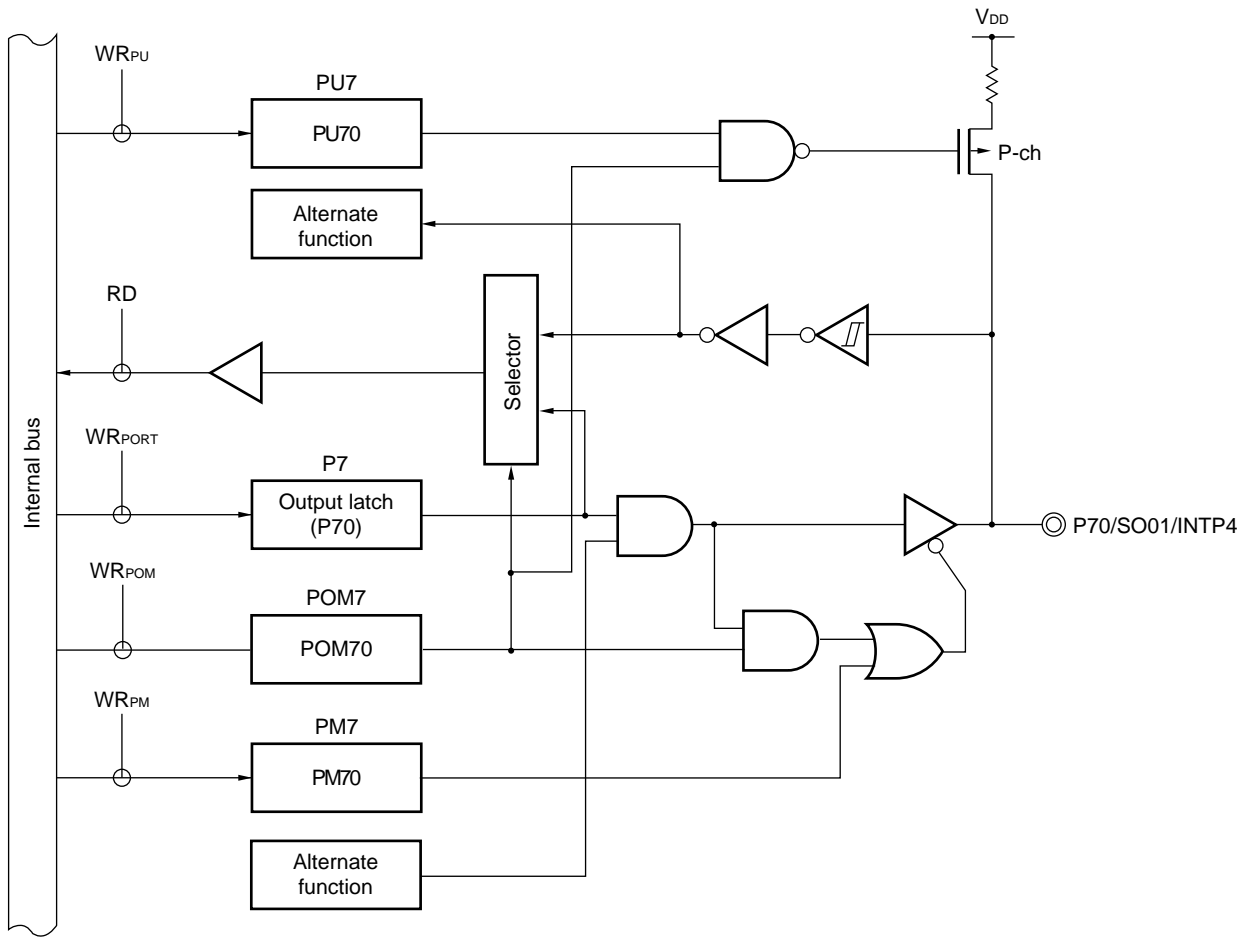 VDD
WRPU
PU7
PU70
P-ch
Alternate
function
RD
Selector
Internal bus
WRPORT
P7
Output latch
(P70)
P70/SO01/INTP4
WRPOM
POM7
POM70
WRPM
PM7
PM70
Alternate
function